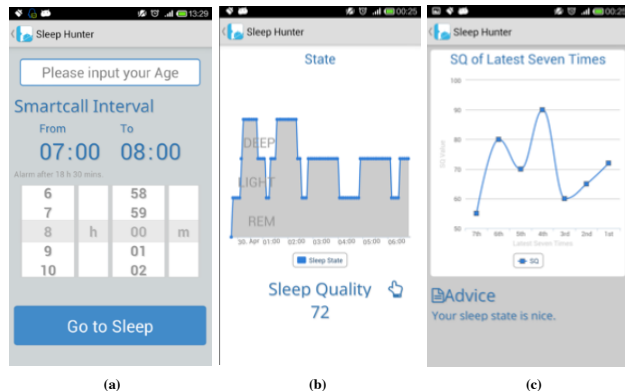 13:29
Sleep Hunter
Please input your Age
Smartcall Interval
From To
07:00 08:00
Alarm after 18 h 30 mins.
6 58
7 59
8 h 00 m
9 01
10 02
Go to Sleep
(a)
00:25
Sleep Hunter
State
DEEP
LIGHT
REM
30. Apr 01:00 02:00 03:00 04:00 05:00 06:00
Sleep State
Sleep Quality
72
(b)
00:25
Sleep Hunter
SQ of Latest Seven Times
100
90
80
70
60
50
SQ Value
7th 6th 5th 4th 3rd 2nd 1st
Latest Seven Times
SQ
Advice
Your sleep state is nice.
(c)